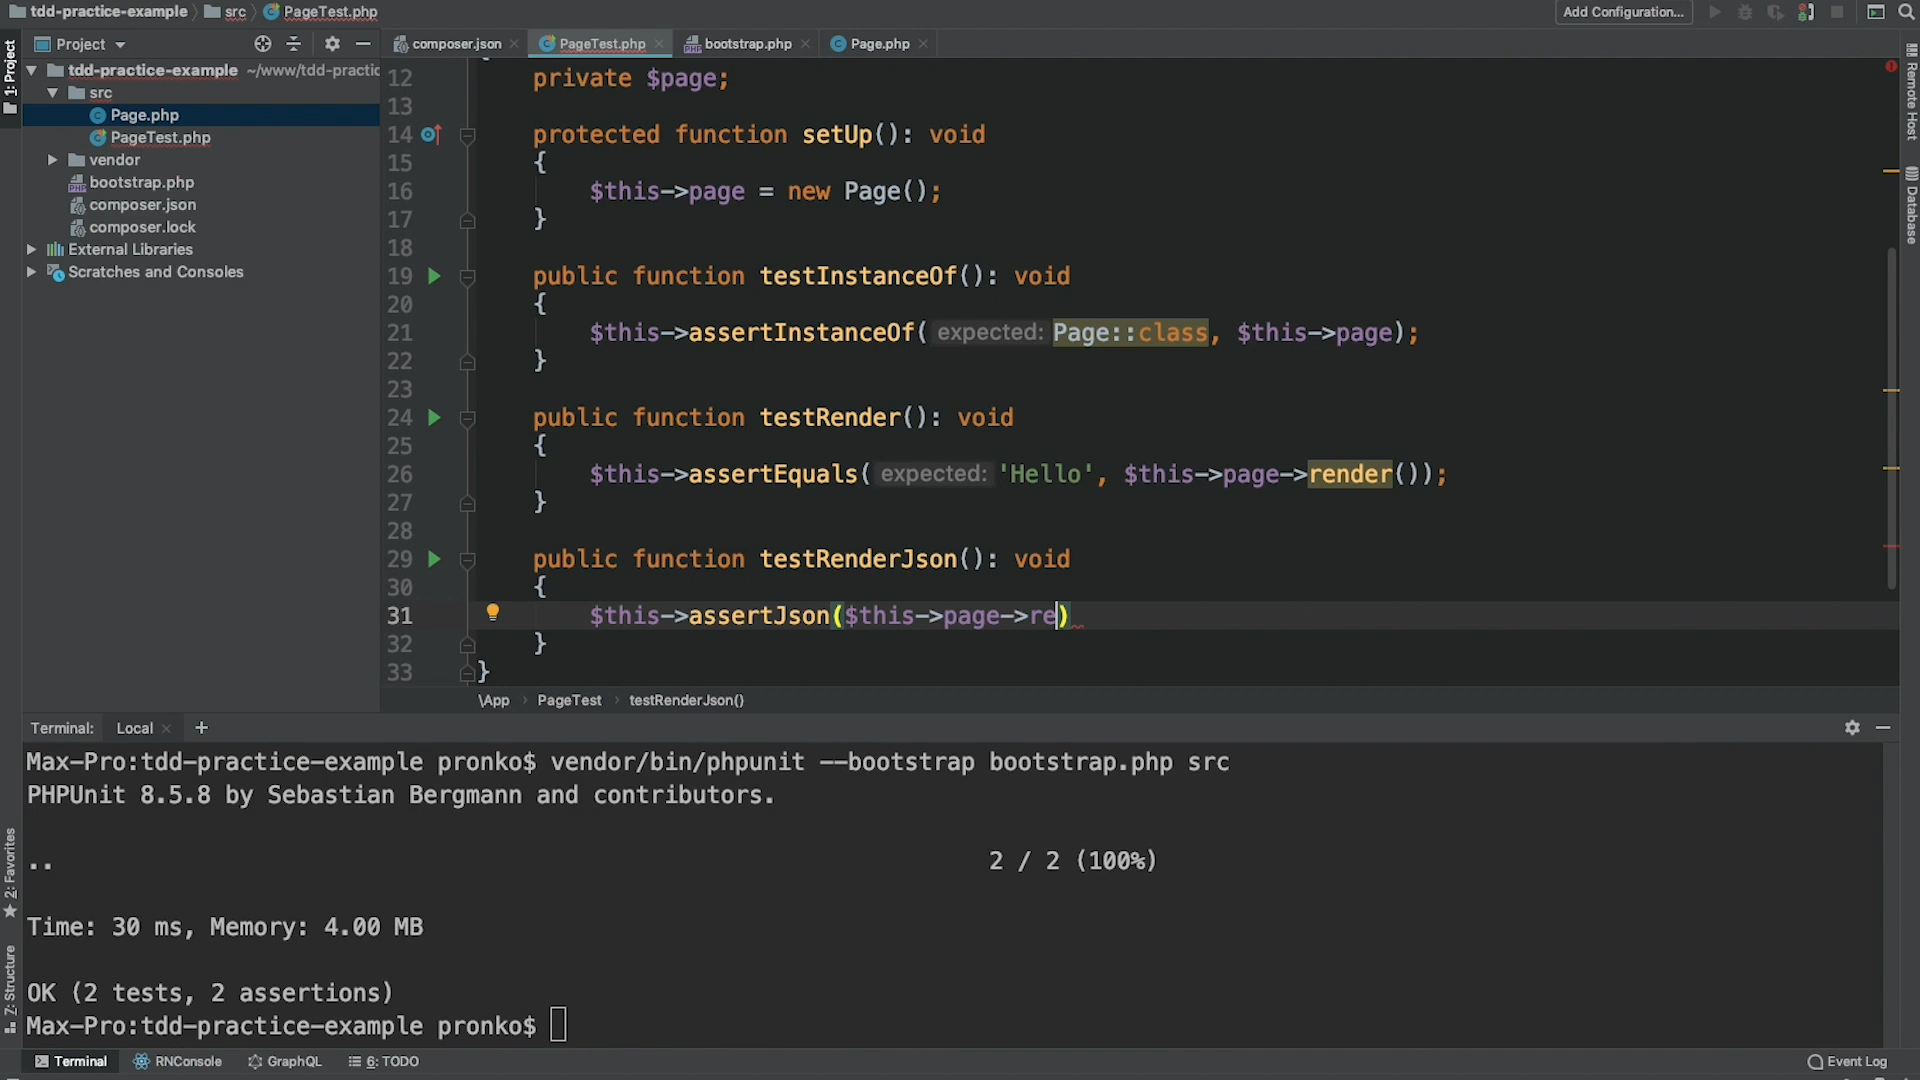 tdd-practice-example src PageTest.php
Add Configuration...
1: Project
Project
composer.json
PageTest.php
bootstrap.php
Page.php
tdd-practice-example ~/www/tdd-practic
src
Page.php
PageTest.php
vendor
bootstrap.php
composer.json
composer.lock
External Libraries
Scratches and Consoles
12 private $page;
13
14 protected function setUp(): void
15 {
16 $this->page = new Page();
17 }
18
19 public function testInstanceOf(): void
20 {
21 $this->assertInstanceOf( expected: Page::class, $this->page);
22 }
23
24 public function testRender(): void
25 {
26 $this->assertEquals( expected: 'Hello', $this->page->render());
27 }
28
29 public function testRenderJson(): void
30 {
31 $this->assertJson($this->page->re)
32 }
33 }
\App PageTest testRenderJson()
Remote Host
Database
Terminal: Local +
Max-Pro:tdd-practice-example pronko$ vendor/bin/phpunit --bootstrap bootstrap.php src
PHPUnit 8.5.8 by Sebastian Bergmann and contributors.
.. 2 / 2 (100%)
Time: 30 ms, Memory: 4.00 MB
OK (2 tests, 2 assertions)
Max-Pro:tdd-practice-example pronko$
2: Favorites
Z: Structure
Terminal RNConsole GraphQL 6: TODO
Event Log